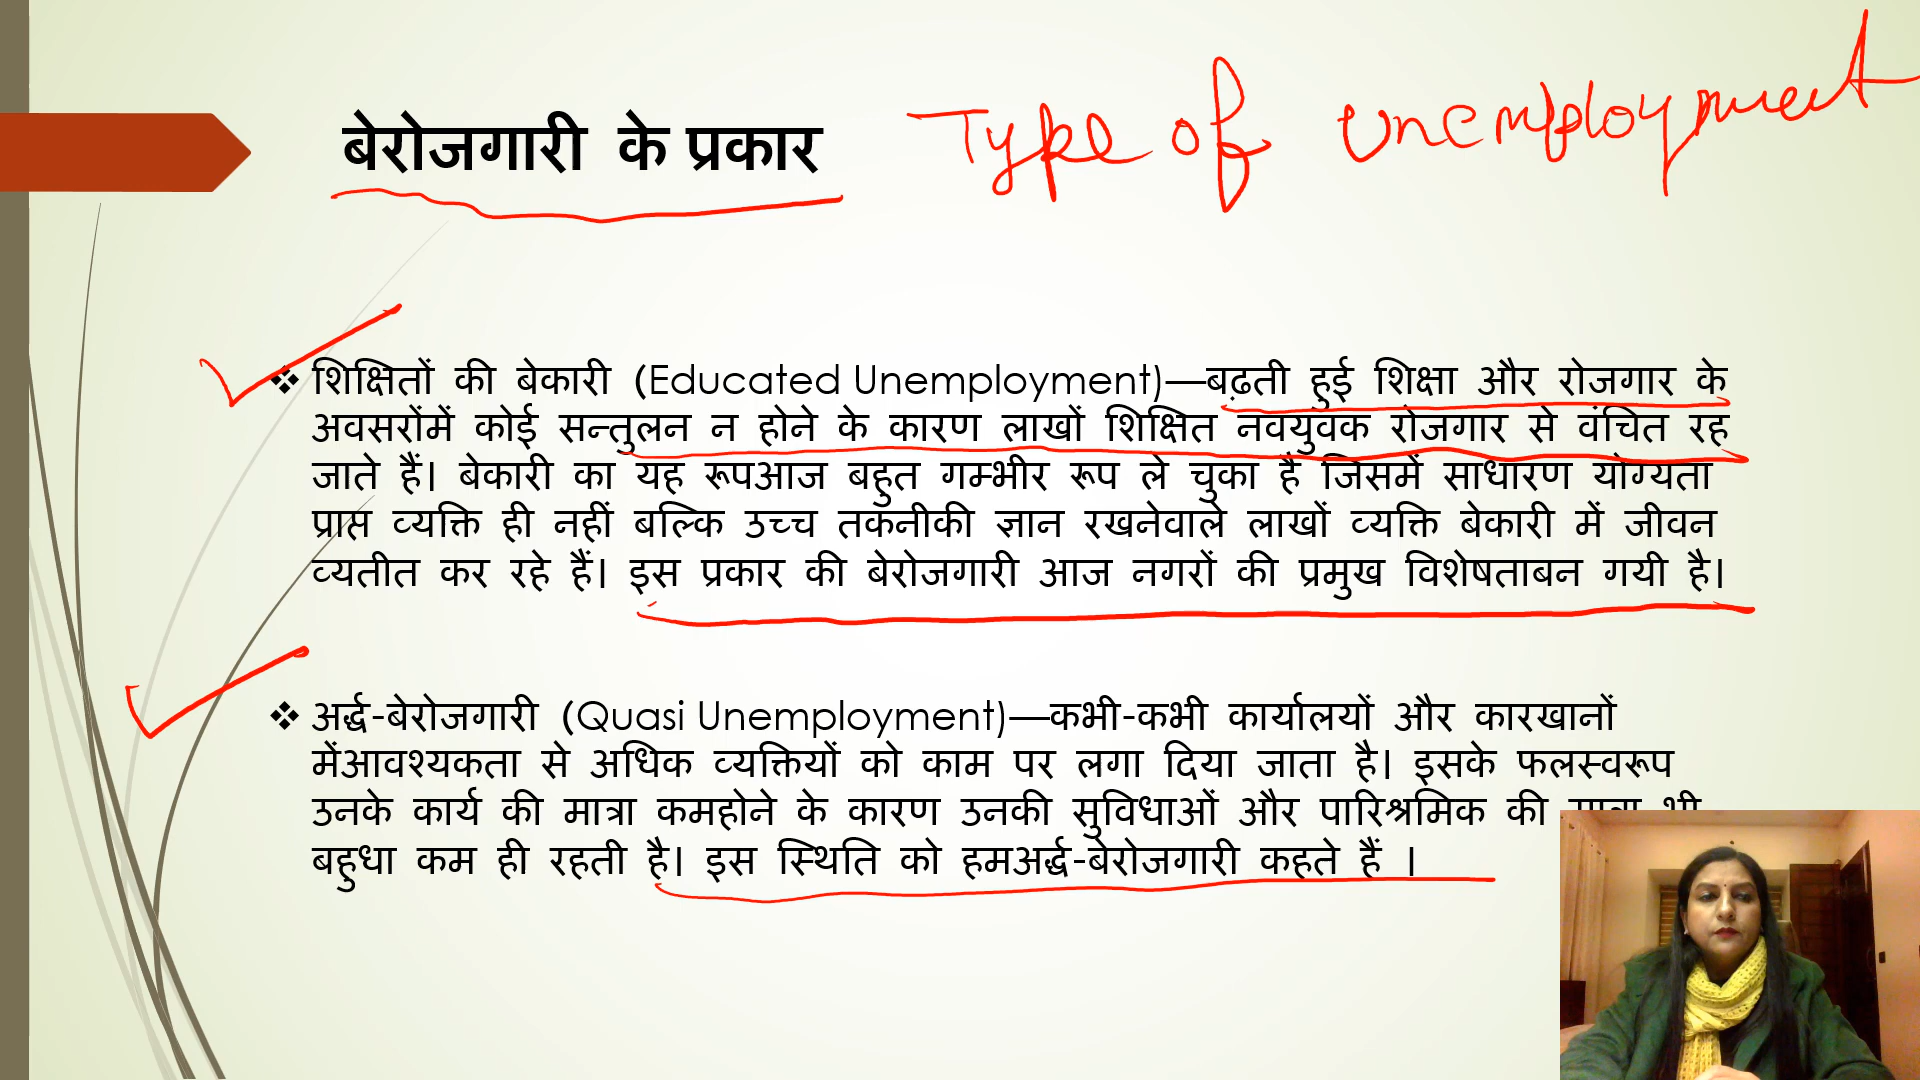 बेरोजगारी के प्रकार
Type of Unemployment
❖ शिक्षितों की बेकारी (Educated Unemployment)—बढ़ती हुई शिक्षा और रोजगार के
अवसरोंमें कोई सन्तुलन न होने के कारण लाखों शिक्षित नवयुवक रोजगार से वंचित रह
जाते हैं। बेकारी का यह रूपआज बहुत गम्भीर रूप ले चुका है जिसमें साधारण योग्यता
प्राप्त व्यक्ति ही नहीं बल्कि उच्च तकनीकी ज्ञान रखनेवाले लाखों व्यक्ति बेकारी में जीवन
व्यतीत कर रहे हैं। इस प्रकार की बेरोजगारी आज नगरों की प्रमुख विशेषताबन गयी है।
❖ अर्द्ध-बेरोजगारी (Quasi Unemployment)—कभी-कभी कार्यालयों और कारखानों
मेंआवश्यकता से अधिक व्यक्तियों को काम पर लगा दिया जाता है। इसके फलस्वरूप
उनके कार्य की मात्रा कमहोने के कारण उनकी सुविधाओं और पारिश्रमिक की
बहुधा कम ही रहती है। इस स्थिति को हमअर्द्ध-बेरोजगारी कहते हैं ।